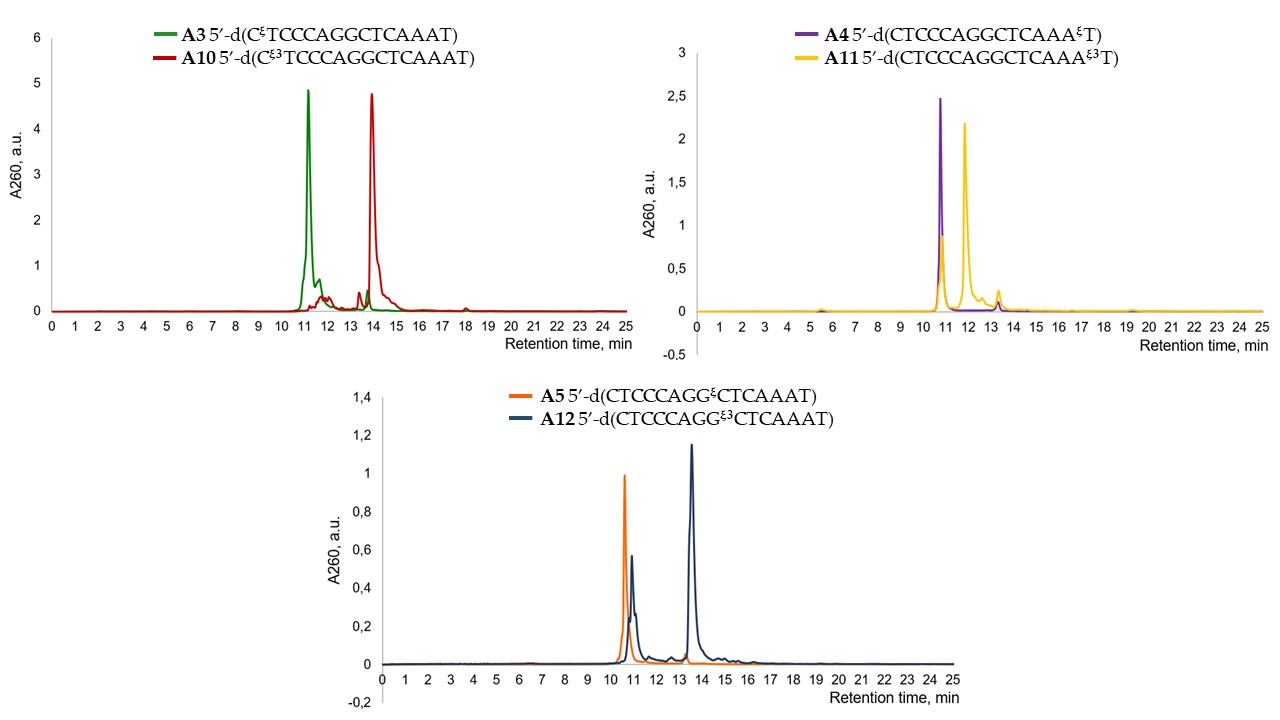 A3 5′-d(CξTCCCAGGCTCAAAT)
A10 5′-d(Cξ3TCCCAGGCTCAAAT)
A260, a.u.
6
5
4
3
2
1
0
0 1 2 3 4 5 6 7 8 9 10 11 12 13 14 15 16 17 18 19 20 21 22 23 24 25
Retention time, min
A4 5′-d(CTCCCAGGCTCAAAξT)
A11 5′-d(CTCCCAGGCTCAAAξ3T)
A260, a.u.
3
2,5
2
1,5
1
0,5
0
-0.5
0 1 2 3 4 5 6 7 8 9 10 11 12 13 14 15 16 17 18 19 20 21 22 23 24 25
Retention time, min
A5 5′-d(CTCCCAGGξCTCAAAT)
A12 5′-d(CTCCCAGGξ3CTCAAAT)
A260, a.u.
1,4
1,2
1
0,8
0,6
0,4
0,2
0
-0,2
0 1 2 3 4 5 6 7 8 9 10 11 12 13 14 15 16 17 18 19 20 21 22 23 24 25
Retention time, min